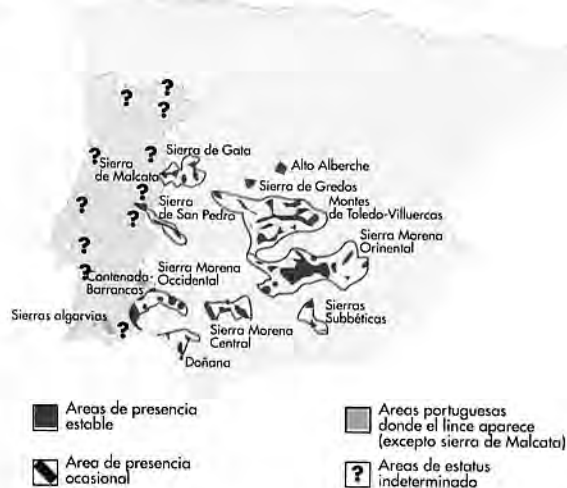 ?
?
?
?
?
Sierra de Gata
Sierra
de Malcata
Alto Alberche
Sierra de Gredos
?
?
?
Sierra
de San Pedro
Montes
de Toledo-Villuercas
?
Sierra Morena
Orinental
?
Contenada-
Barrancos
Sierra Morena
Occidental
Sierras algarvias
?
Sierra Morena
Central
Sierras
Subbéticas
Doñana
Areas de presencia
estable
Area de presencia
ocasional
Areas portuguesas
donde el lince aparece
(excepto sierra de Malcata)
?
Areas de estatus
indeterminado